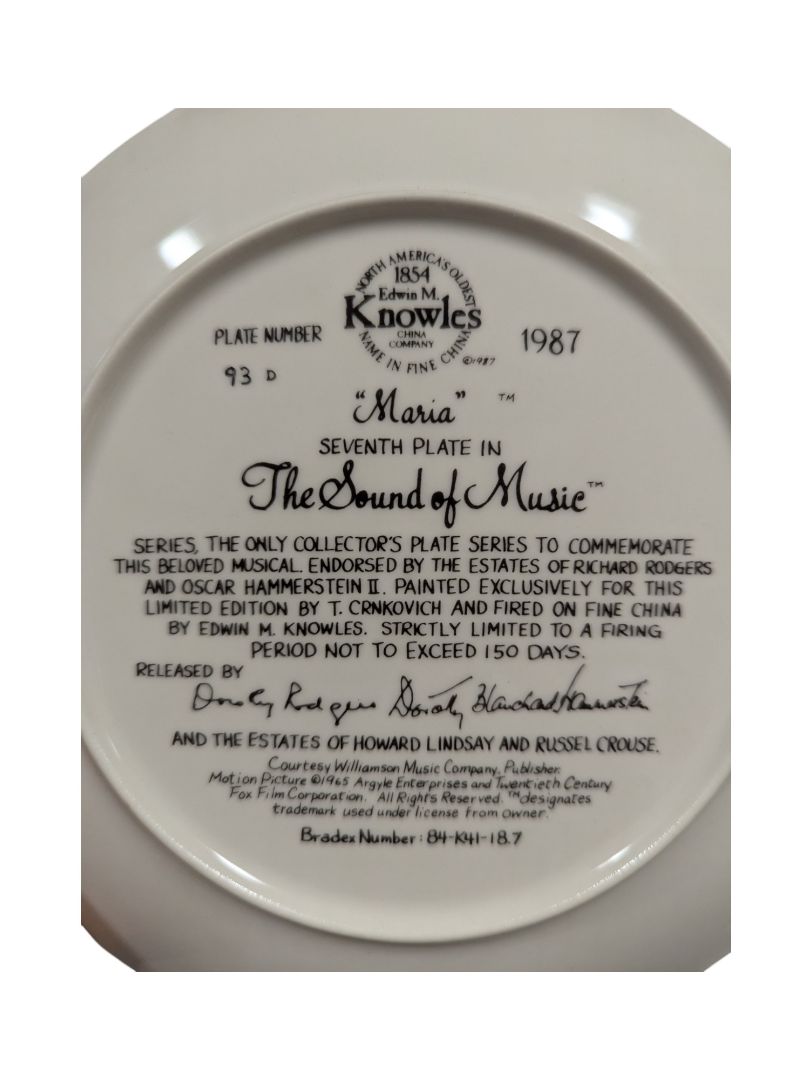 NORTH AMERICA'S OLDEST
1854
Edwin M.
Knowles
CHINA
COMPANY
NAME IN FINE CHINA
©1987
PLATE NUMBER
93 D
1987
"Maria" ™
SEVENTH PLATE IN
The Sound of Music™
SERIES, THE ONLY COLLECTOR'S PLATE SERIES TO COMMEMORATE
THIS BELOVED MUSICAL. ENDORSED BY THE ESTATES OF RICHARD RODGERS
AND OSCAR HAMMERSTEIN II. PAINTED EXCLUSIVELY FOR THIS
LIMITED EDITION BY T. CRNKOVICH AND FIRED ON FINE CHINA
BY EDWIN M. KNOWLES. STRICTLY LIMITED TO A FIRING
PERIOD NOT TO EXCEED 150 DAYS.
RELEASED BY
Dorothy Rodgers Dorothy Blanchard Hammerstein
AND THE ESTATES OF HOWARD LINDSAY AND RUSSEL CROUSE.
Courtesy Williamson Music Company, Publisher.
Motion Picture ©1965 Argyle Enterprises and Twentieth Century
Fox Film Corporation. All Rights Reserved. ™designates
trademark used under license from owner.
Bradex Number: 84-K41-18.7